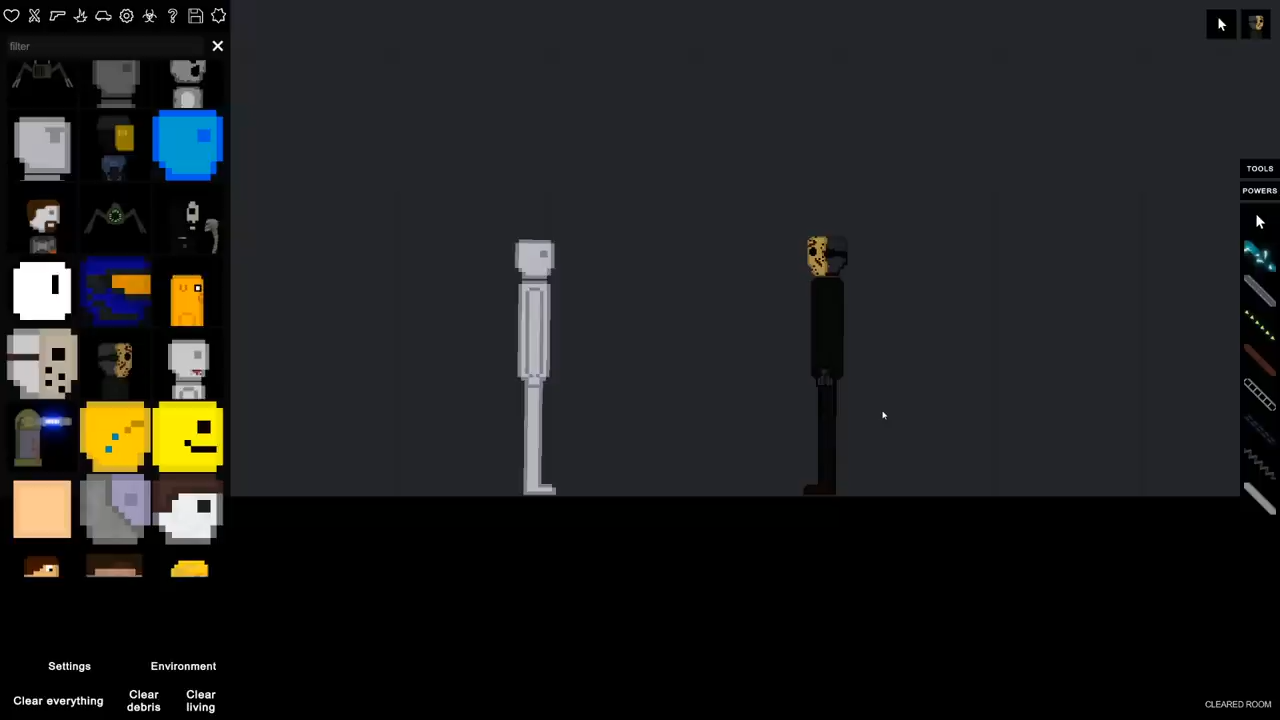 filter
TOOLS
POWERS
Settings
Environment
Clear everything
Clear
debris
Clear
living
CLEARED ROOM